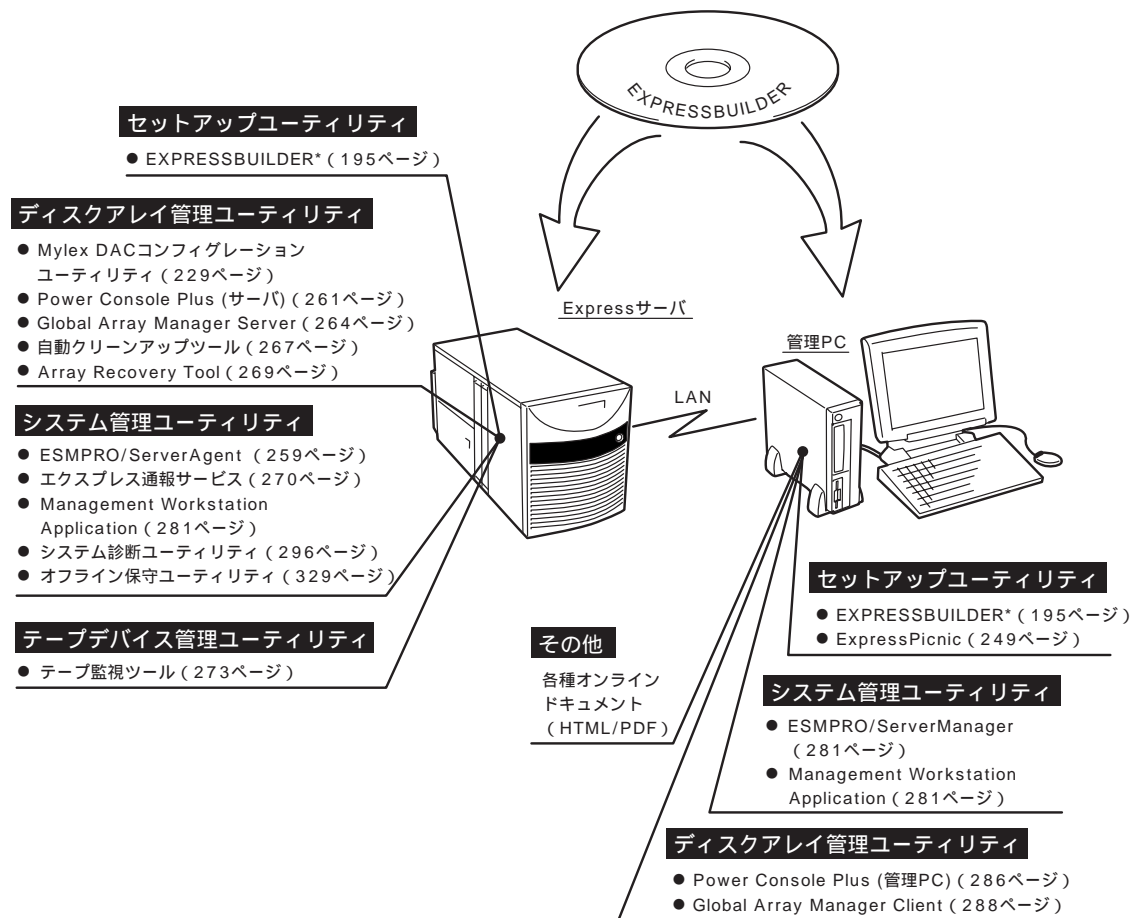 EXPRESSBUILDER
セットアップユーティリティ
● EXPRESSBUILDER*(195ページ)
ディスクアレイ管理ユーティリティ
● Mylex DACコンフィグレーション
ユーティリティ(229ページ)
● Power Console Plus (サーバ)(261ページ)
● Global Array Manager Server(264ページ)
● 自動クリーンアップツール(267ページ)
● Array Recovery Tool(269ページ)
システム管理ユーティリティ
● ESMPRO/ServerAgent (259ページ)
● エクスプレス通報サービス(270ページ)
● Management Workstation
Application(281ページ)
● システム診断ユーティリティ(296ページ)
● オフライン保守ユーティリティ(329ページ)
テープデバイス管理ユーティリティ
● テープ監視ツール(273ページ)
Expressサーバ
LAN
管理PC
その他
各種オンライン
ドキュメント
(HTML/PDF)
セットアップユーティリティ
● EXPRESSBUILDER*(195ページ)
● ExpressPicnic(249ページ)
システム管理ユーティリティ
● ESMPRO/ServerManager
(281ページ)
● Management Workstation
Application(281ページ)
ディスクアレイ管理ユーティリティ
● Power Console Plus (管理PC)(286ページ)
● Global Array Manager Client(288ページ)